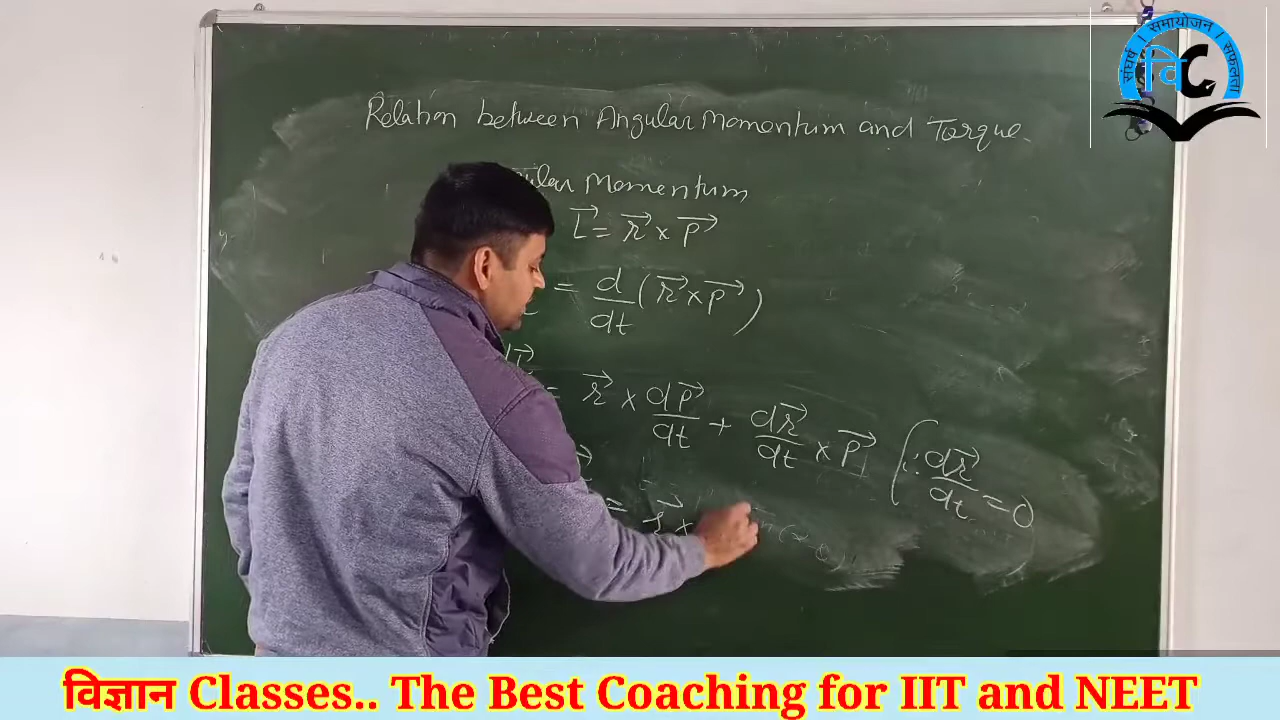 संघर्ष । समायोजन । सफलता
वि C
Relation between Angular Momentum and Torque.
Momentum
L⃗ = r⃗ × p⃗
= d/dt (r⃗ × p⃗)
= r⃗ × dp⃗/dt + dr⃗/dt × p⃗ (∵ dr⃗/dt = 0
= r⃗ ×
विज्ञान Classes.. The Best Coaching for IIT and NEET